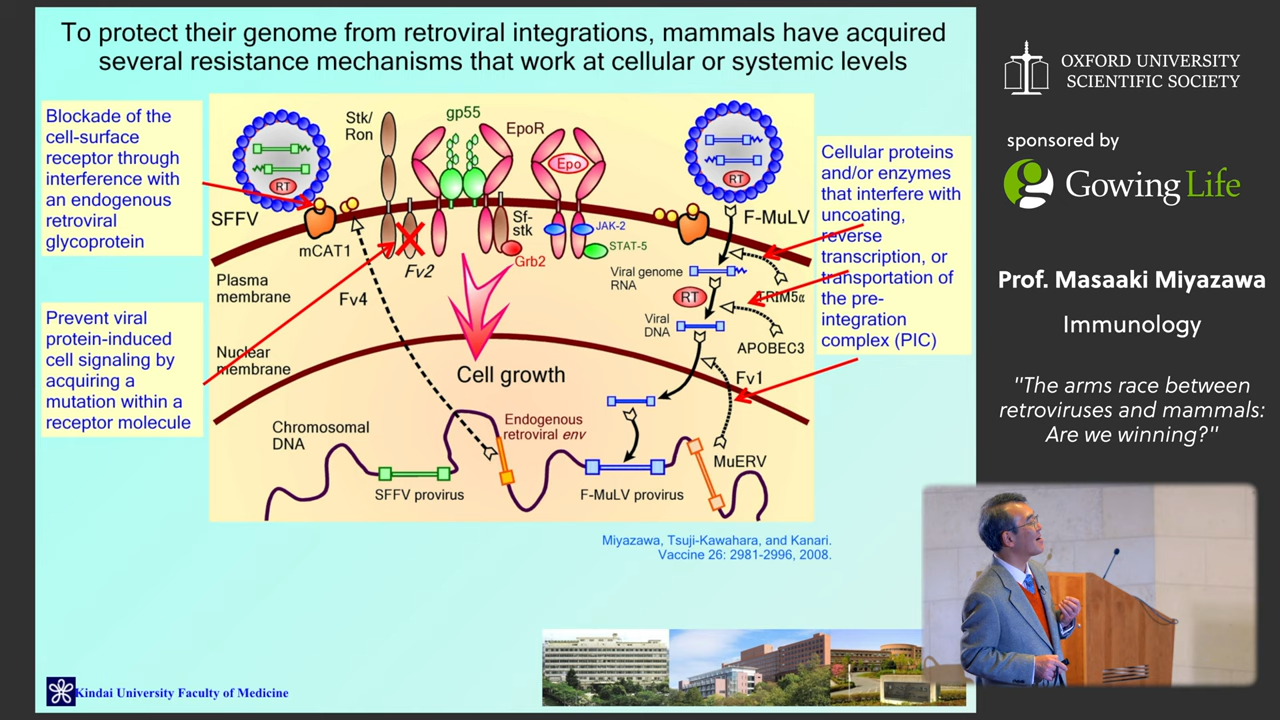 To protect their genome from retroviral integrations, mammals have acquired
several resistance mechanisms that work at cellular or systemic levels
Blockade of the
cell-surface
receptor through
interference with
an endogenous
retroviral
glycoprotein
Prevent viral
protein-induced
cell signaling by
acquiring a
mutation within a
receptor molecule
Stk/
Ron
gp55
EpoR
Epo
RT
SFFV
mCAT1
Fv2
Sf-
stk
Grb2
JAK-2
STAT-5
RT
F-MuLV
Plasma
membrane
Fv4
Viral genome
RNA
RT
TRIM5α
Viral
DNA
APOBEC3
Nuclear
membrane
Cell growth
Fv1
Chromosomal
DNA
Endogenous
retroviral env
MuERV
SFFV provirus
F-MuLV provirus
Cellular proteins
and/or enzymes
that interfere with
uncoating,
reverse
transcription, or
transportation of
the pre-
integration
complex (PIC)
Miyazawa, Tsuji-Kawahara, and Kanari.
Vaccine 26: 2981-2996, 2008.
Kindai University Faculty of Medicine
OXFORD UNIVERSITY
SCIENTIFIC SOCIETY
sponsored by
Gowing Life
Prof. Masaaki Miyazawa
Immunology
"The arms race between
retroviruses and mammals:
Are we winning?"